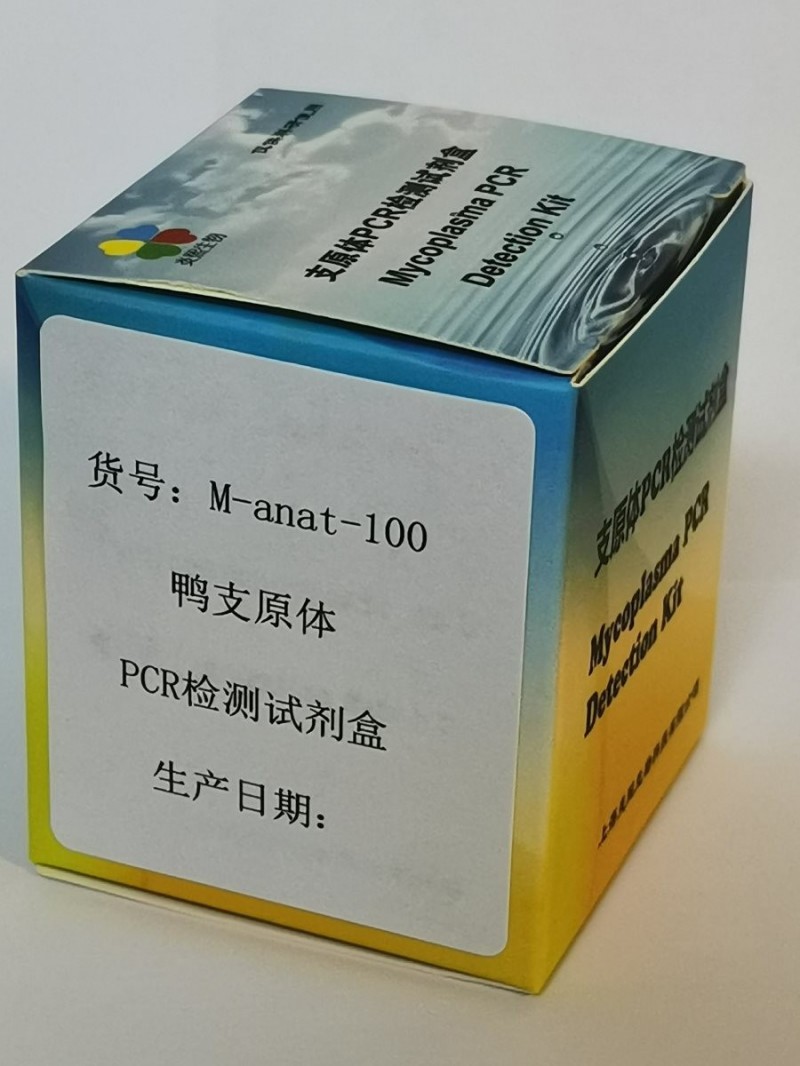 支原体PCR检测试剂盒
Mycoplasma PCR
Detection Kit
货号：M-anat-100
鸭支原体
PCR检测试剂盒
生产日期：
支原体PCR检测试剂盒
Mycoplasma PCR
Detection Kit